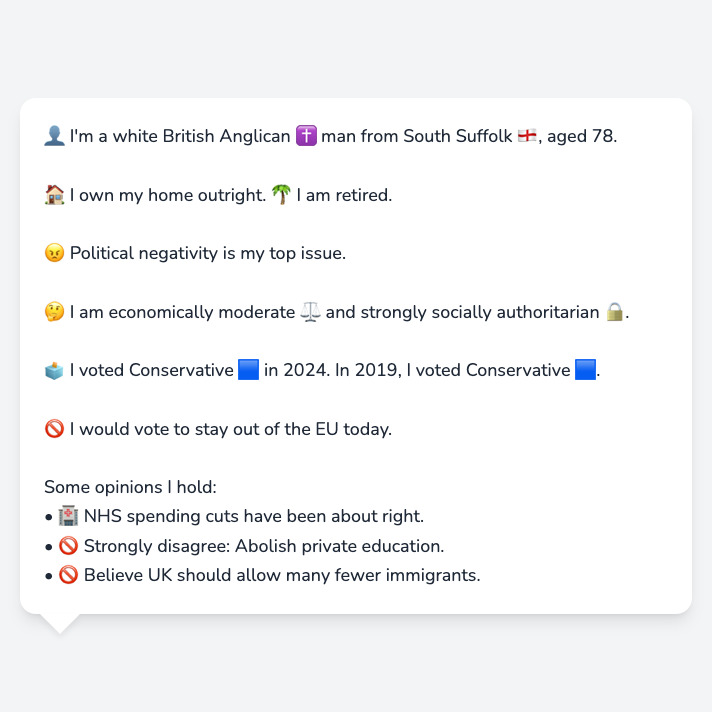 👤 I'm a white British Anglican ✝️ man from South Suffolk 🏴󠁧󠁢󠁥󠁮󠁧󠁿, aged 78.
🏠 I own my home outright. 🌴 I am retired.
😠 Political negativity is my top issue.
🤔 I am economically moderate ⚖️ and strongly socially authoritarian 🔒.
🗳️ I voted Conservative 🟦 in 2024. In 2019, I voted Conservative 🟦.
🚫 I would vote to stay out of the EU today.
Some opinions I hold:
• 🏥 NHS spending cuts have been about right.
• 🚫 Strongly disagree: Abolish private education.
• 🚫 Believe UK should allow many fewer immigrants.